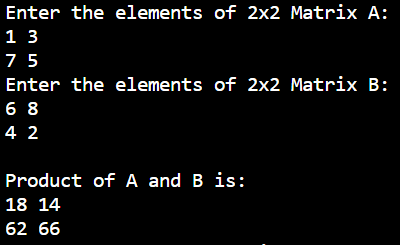 Enter the elements of 2x2 Matrix A:
1 3
7 5
Enter the elements of 2x2 Matrix B:
6 8
4 2
Product of A and B is:
18 14
62 66